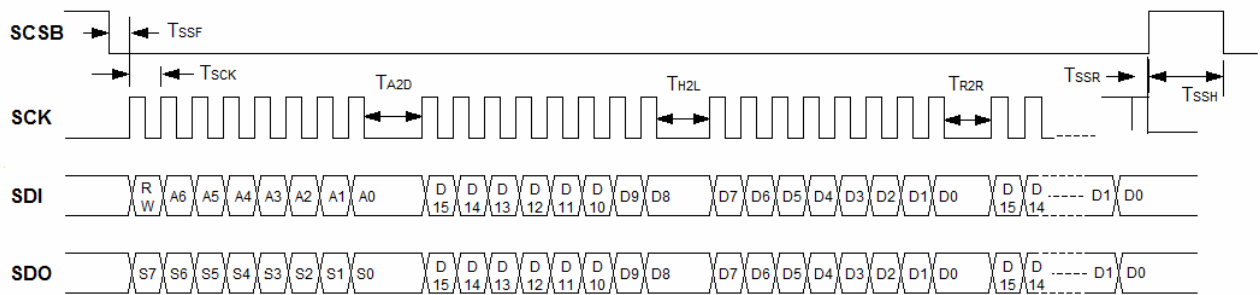 SCSB
TSSF
TSCK
TA2D
TH2L
TR2R
TSSR
TSSH
SCK
SDI
R W A6 A5 A4 A3 A2 A1 A0 D 15 D 14 D 13 D 12 D 11 D 10 D9 D8 D7 D6 D5 D4 D3 D2 D1 D0 D 15 D 14 D1 D0
SDO
S7 S6 S5 S4 S3 S2 S1 S0 D 15 D 14 D 13 D 12 D 11 D 10 D9 D8 D7 D6 D5 D4 D3 D2 D1 D0 D 15 D 14 D1 D0